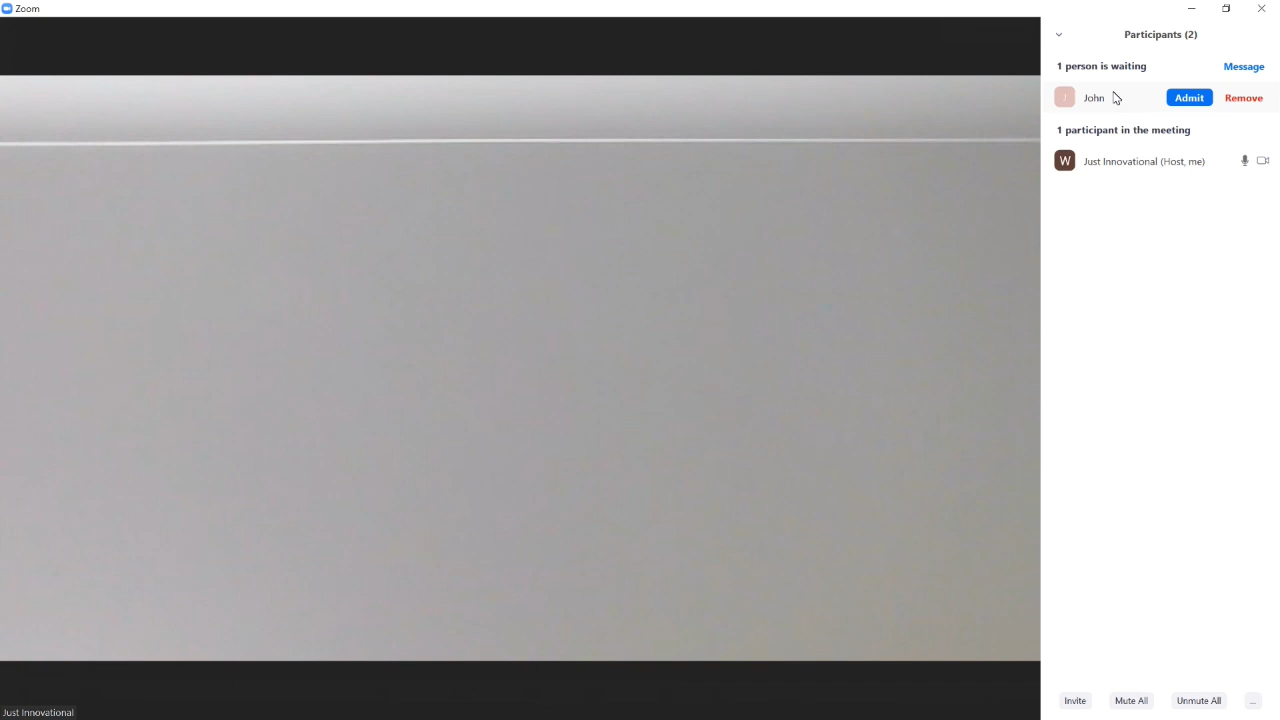 Zoom
Participants (2)
1 person is waiting Message
J John Admit Remove
1 participant in the meeting
W Just Innovational (Host, me)
Invite Mute All Unmute All ...
Just Innovational